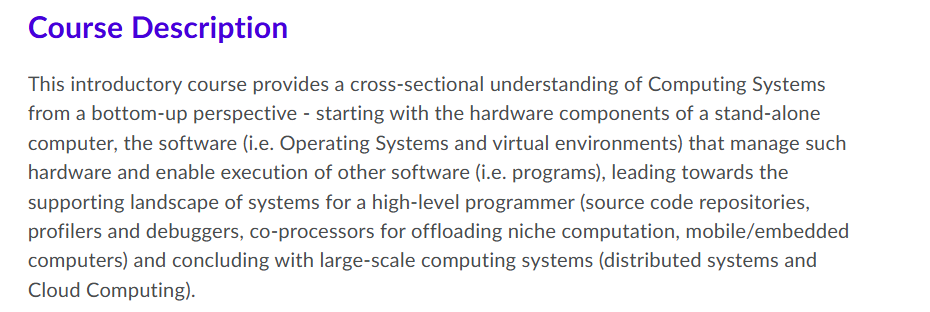 Course Description
This introductory course provides a cross-sectional understanding of Computing Systems
from a bottom-up perspective - starting with the hardware components of a stand-alone
computer, the software (i.e. Operating Systems and virtual environments) that manage such
hardware and enable execution of other software (i.e. programs), leading towards the
supporting landscape of systems for a high-level programmer (source code repositories,
profilers and debuggers, co-processors for offloading niche computation, mobile/embedded
computers) and concluding with large-scale computing systems (distributed systems and
Cloud Computing).